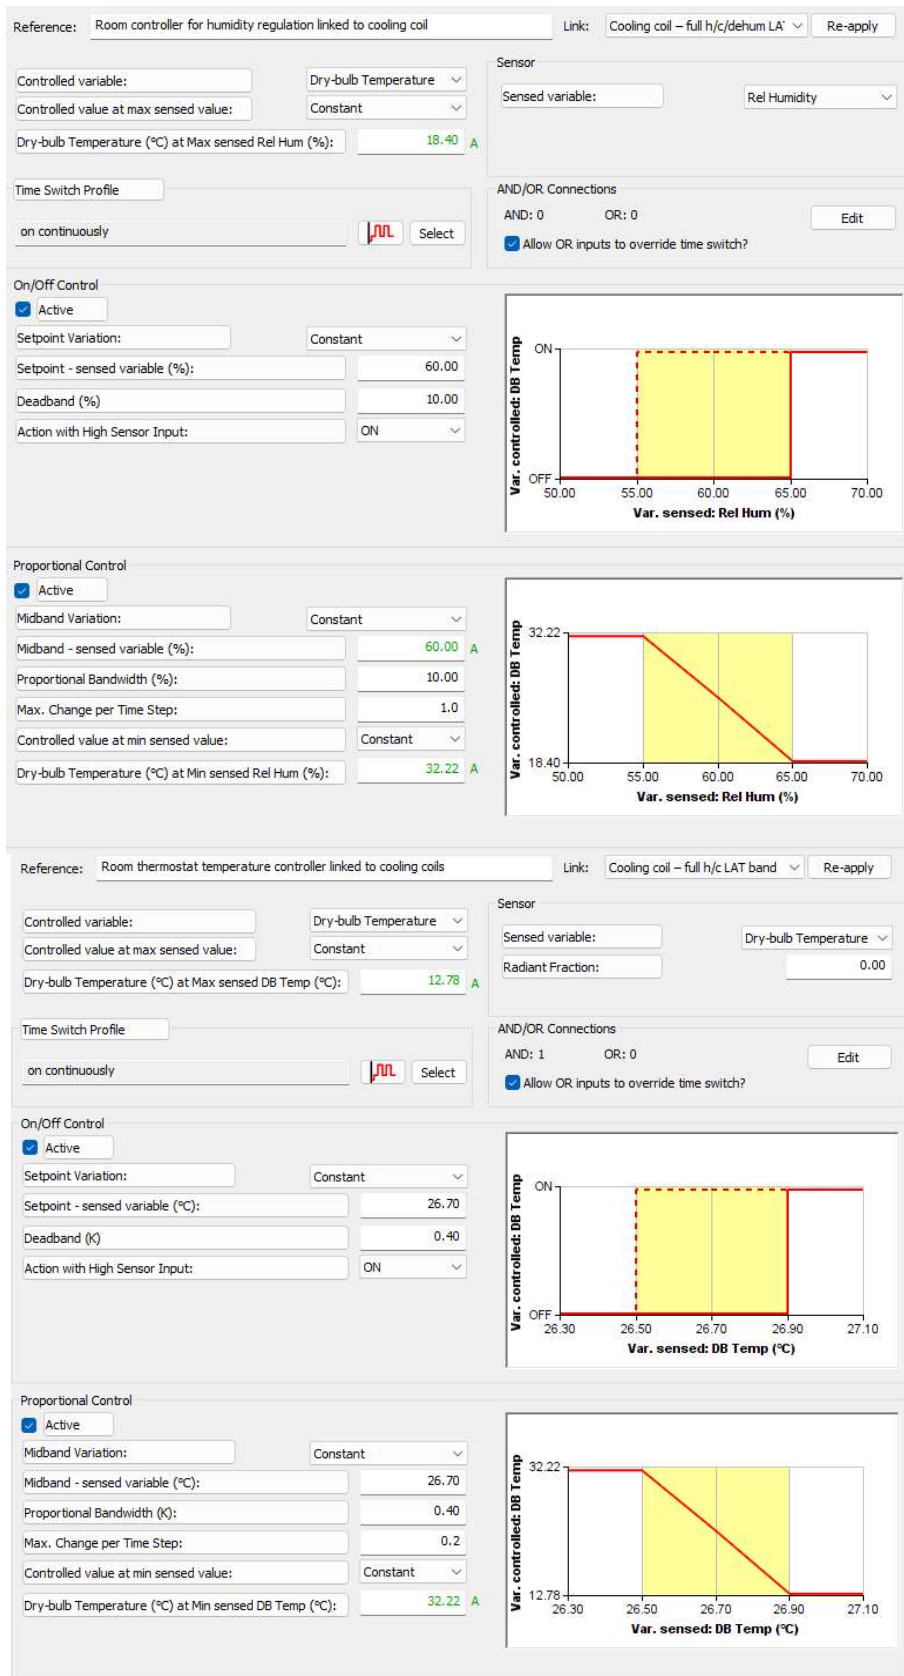 Reference: Room controller for humidity regulation linked to cooling coil Link: Cooling coil – full h/c/dehum LA Re-apply
Sensor
Controlled variable: Dry-bulb Temperature
Sensed variable: Rel Humidity
Controlled value at max sensed value: Constant
Dry-bulb Temperature (°C) at Max sensed Rel Hum (%): 18.40 A
Time Switch Profile
on continuously Select
AND/OR Connections
AND: 0 OR: 0 Edit
Allow OR inputs to override time switch?
On/Off Control
Active
Setpoint Variation: Constant
Setpoint - sensed variable (%): 60.00
Deadband (%) 10.00
Action with High Sensor Input: ON
Var. controlled: DB Temp
ON
OFF
50.00 55.00 60.00 65.00 70.00
Var. sensed: Rel Hum (%)
Proportional Control
Active
Midband Variation: Constant
Midband - sensed variable (%): 60.00 A
Proportional Bandwidth (%): 10.00
Max. Change per Time Step: 1.0
Controlled value at min sensed value: Constant
Dry-bulb Temperature (°C) at Min sensed Rel Hum (%): 32.22 A
Var. controlled: DB Temp
32.22
18.40
50.00 55.00 60.00 65.00 70.00
Var. sensed: Rel Hum (%)
Reference: Room thermostat temperature controller linked to cooling coils Link: Cooling coil – full h/c LAT band Re-apply
Sensor
Controlled variable: Dry-bulb Temperature
Sensed variable: Dry-bulb Temperature
Controlled value at max sensed value: Constant
Radiant Fraction: 0.00
Dry-bulb Temperature (°C) at Max sensed DB Temp (°C): 12.78 A
Time Switch Profile
on continuously Select
AND/OR Connections
AND: 1 OR: 0 Edit
Allow OR inputs to override time switch?
On/Off Control
Active
Setpoint Variation: Constant
Setpoint - sensed variable (°C): 26.70
Deadband (K) 0.40
Action with High Sensor Input: ON
Var. controlled: DB Temp
ON
OFF
26.30 26.50 26.70 26.90 27.10
Var. sensed: DB Temp (°C)
Proportional Control
Active
Midband Variation: Constant
Midband - sensed variable (°C): 26.70
Proportional Bandwidth (K): 0.40
Max. Change per Time Step: 0.2
Controlled value at min sensed value: Constant
Dry-bulb Temperature (°C) at Min sensed DB Temp (°C): 32.22 A
Var. controlled: DB Temp
32.22
12.78
26.30 26.50 26.70 26.90 27.10
Var. sensed: DB Temp (°C)